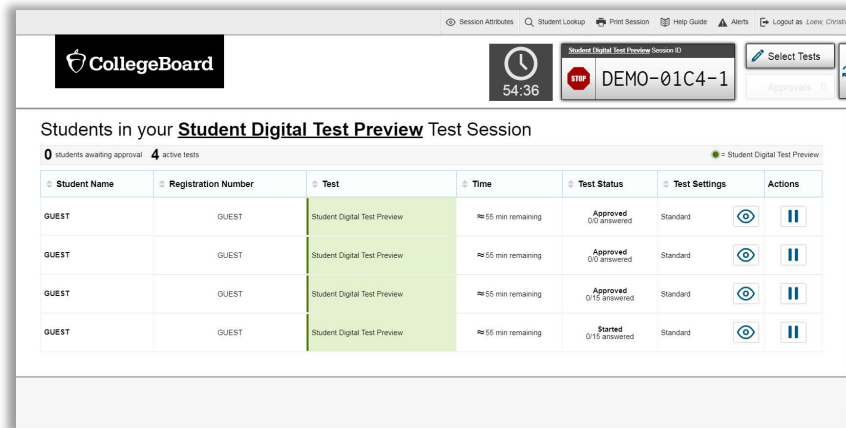 Session Attributes Student Lookup Print Session Help Guide Alerts Logout as Loew, Christi
CollegeBoard
54:36
Student Digital Test Preview Session ID
STOP DEMO-01C4-1
Select Tests
Approvals 0
Students in your Student Digital Test Preview Test Session
0 students awaiting approval 4 active tests = Student Digital Test Preview
Student Name Registration Number Test Time Test Status Test Settings Actions
GUEST GUEST Student Digital Test Preview ≈55 min remaining Approved Standard
0/0 answered
GUEST GUEST Student Digital Test Preview ≈55 min remaining Approved Standard
0/0 answered
GUEST GUEST Student Digital Test Preview ≈55 min remaining Approved Standard
0/15 answered
GUEST GUEST Student Digital Test Preview ≈55 min remaining Started Standard
0/15 answered